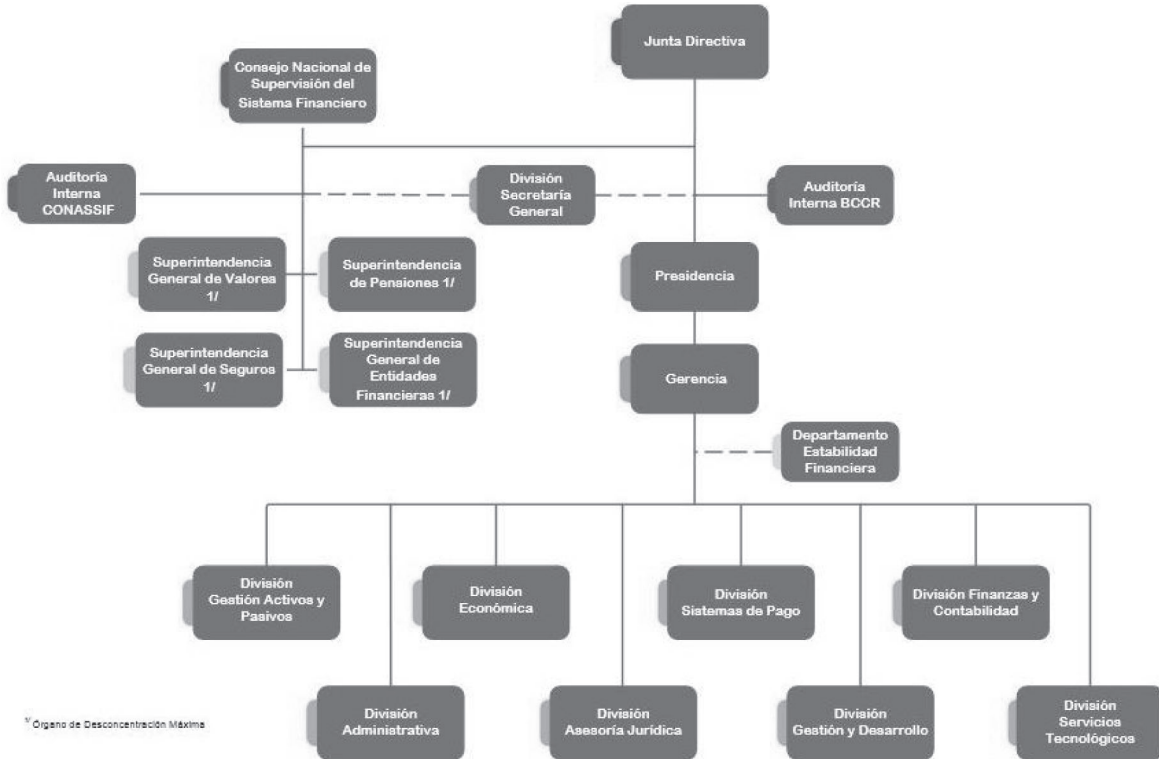 Junta Directiva
Consejo Nacional de
Supervisión del
Sistema Financiero
Auditoría
Interna
CONASSIF
División
Secretaría
General
Auditoría
Interna BCCR
Superintendencia
General de Valores
1/
Superintendencia
de Pensiones 1/
Presidencia
Superintendencia
General de Seguros
1/
Superintendencia
General de
Entidades
Financieras 1/
Gerencia
Departamento
Estabilidad
Financiera
División
Gestión Activos y
Pasivos
División
Económica
División
Sistemas de Pago
División Finanzas y
Contabilidad
División
Administrativa
División
Asesoría Jurídica
División
Gestión y Desarrollo
División
Servicios
Tecnológicos
1/ Órgano de Desconcentración Máxima